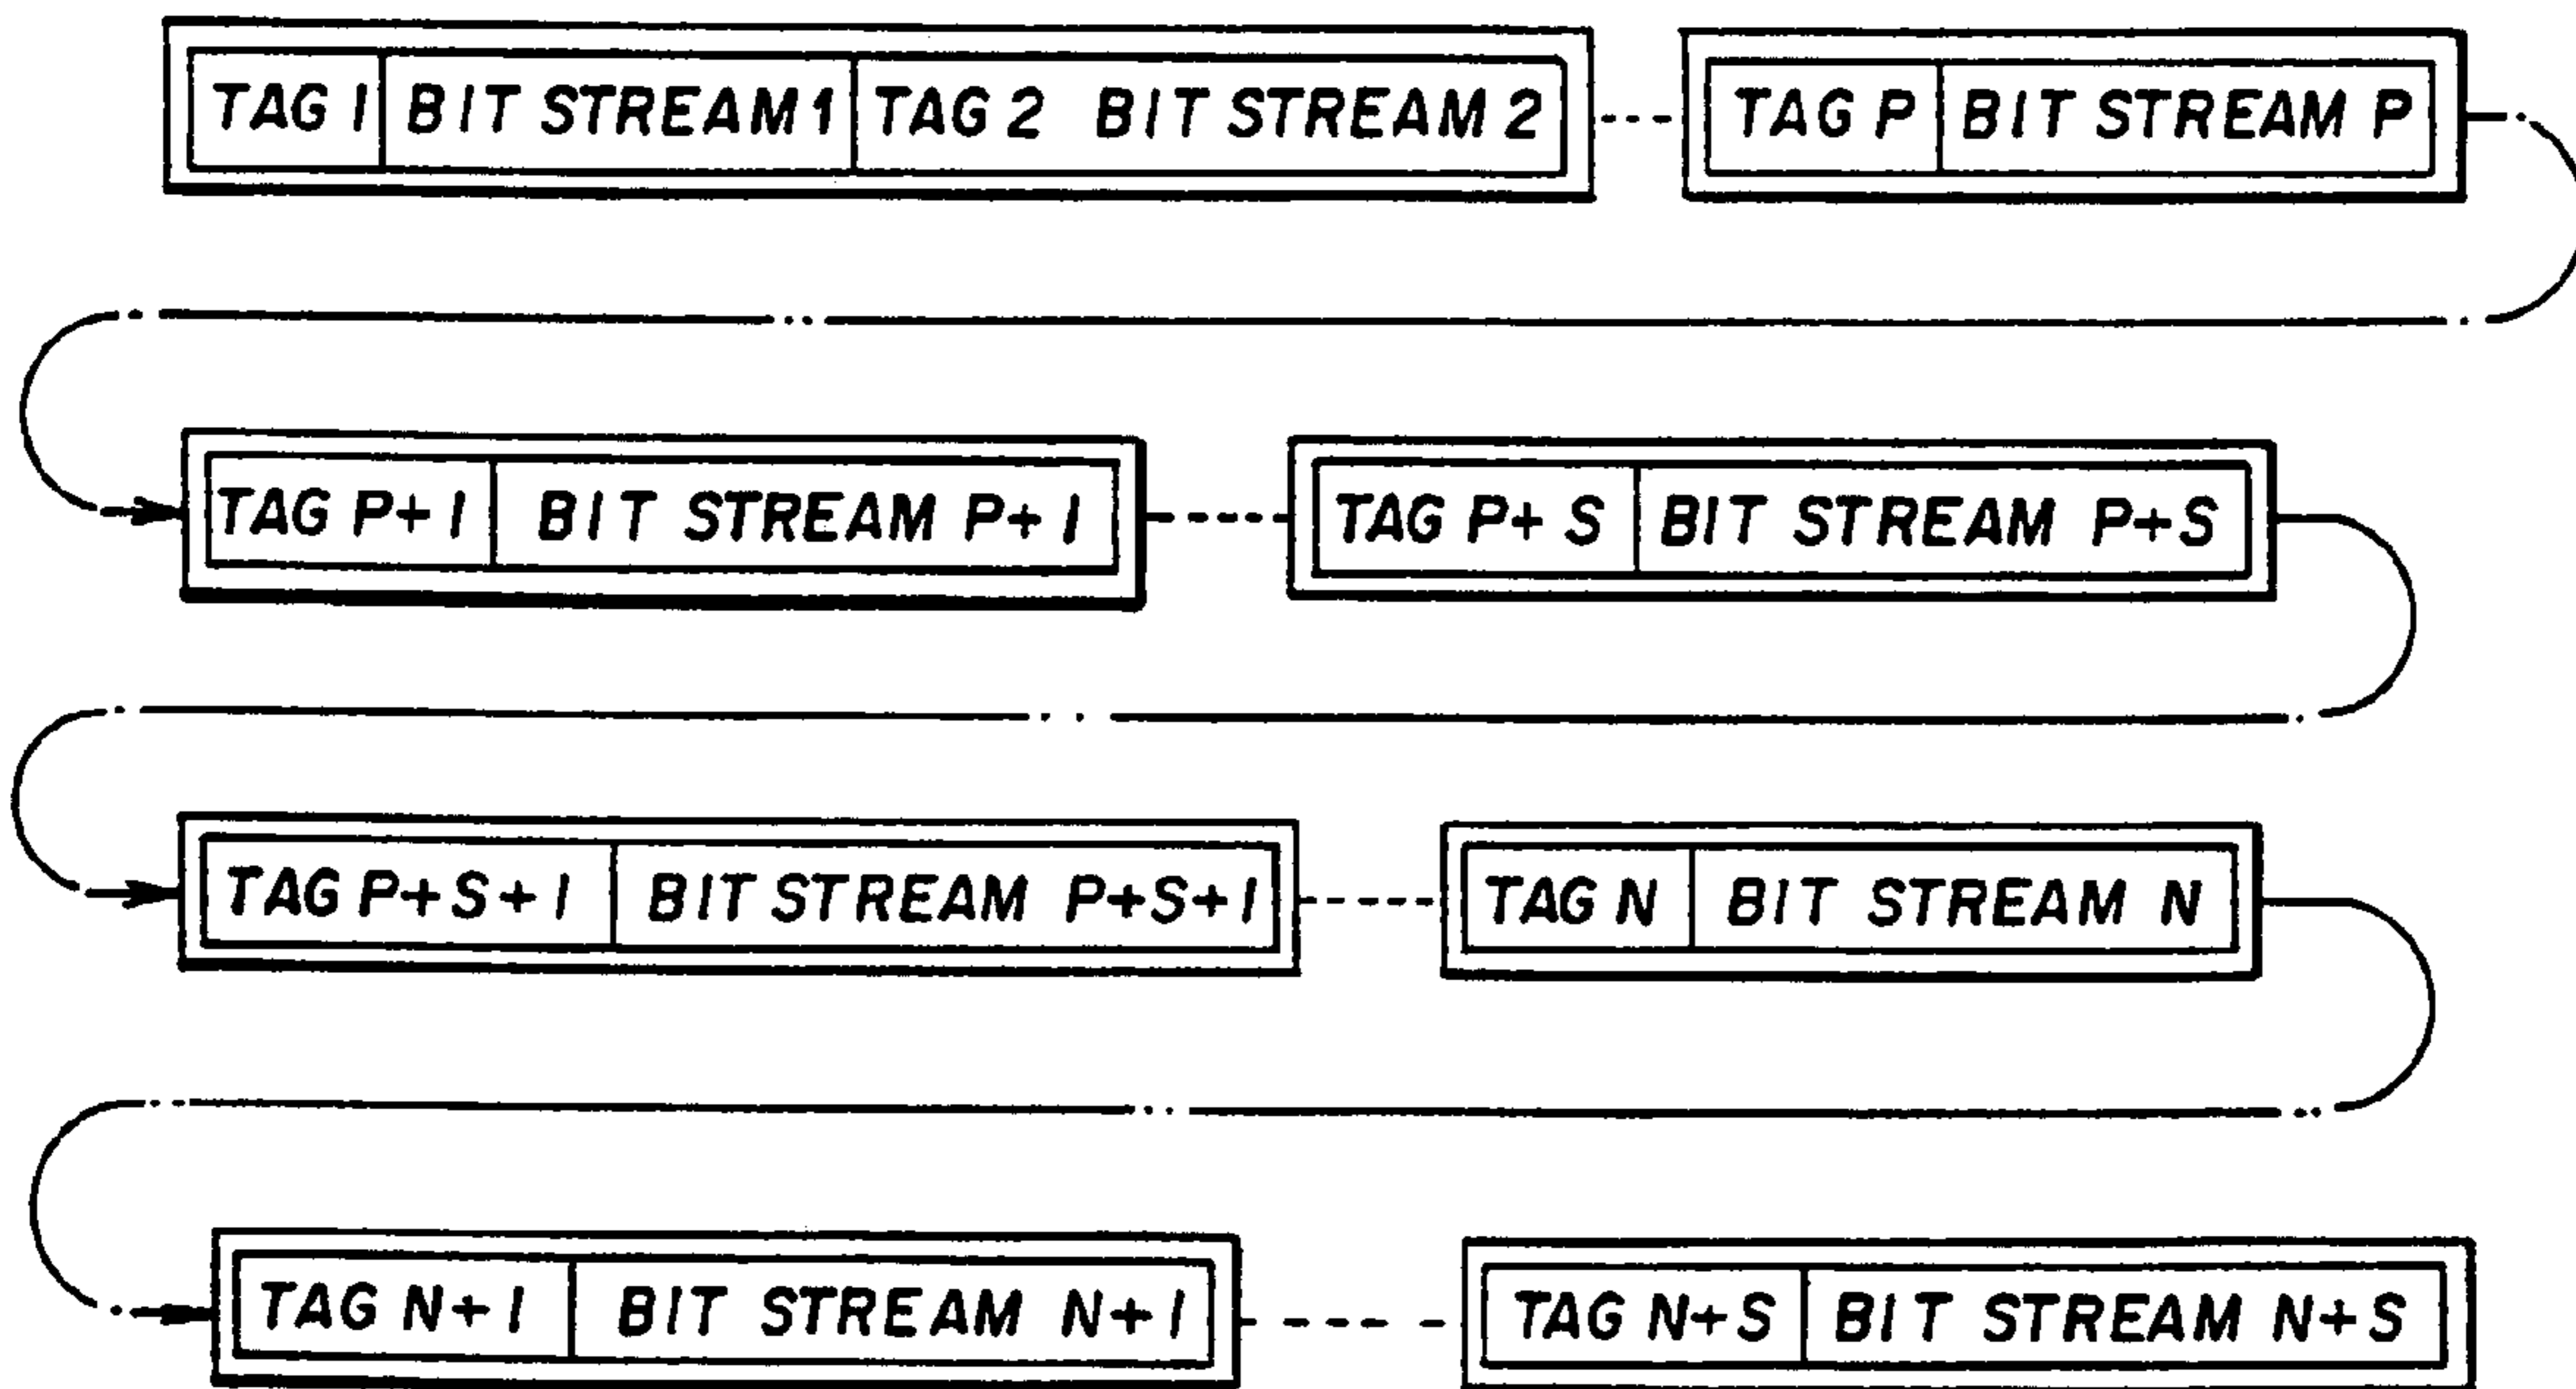 TAG 1 BIT STREAM 1 TAG 2 BIT STREAM 2 TAG P BIT STREAM P
TAG P+1 BIT STREAM P+1 TAG P+S BIT STREAM P+S
TAG P+S+1 BIT STREAM P+S+1 TAG N BIT STREAM N
TAG N+1 BIT STREAM N+1 TAG N+S BIT STREAM N+S